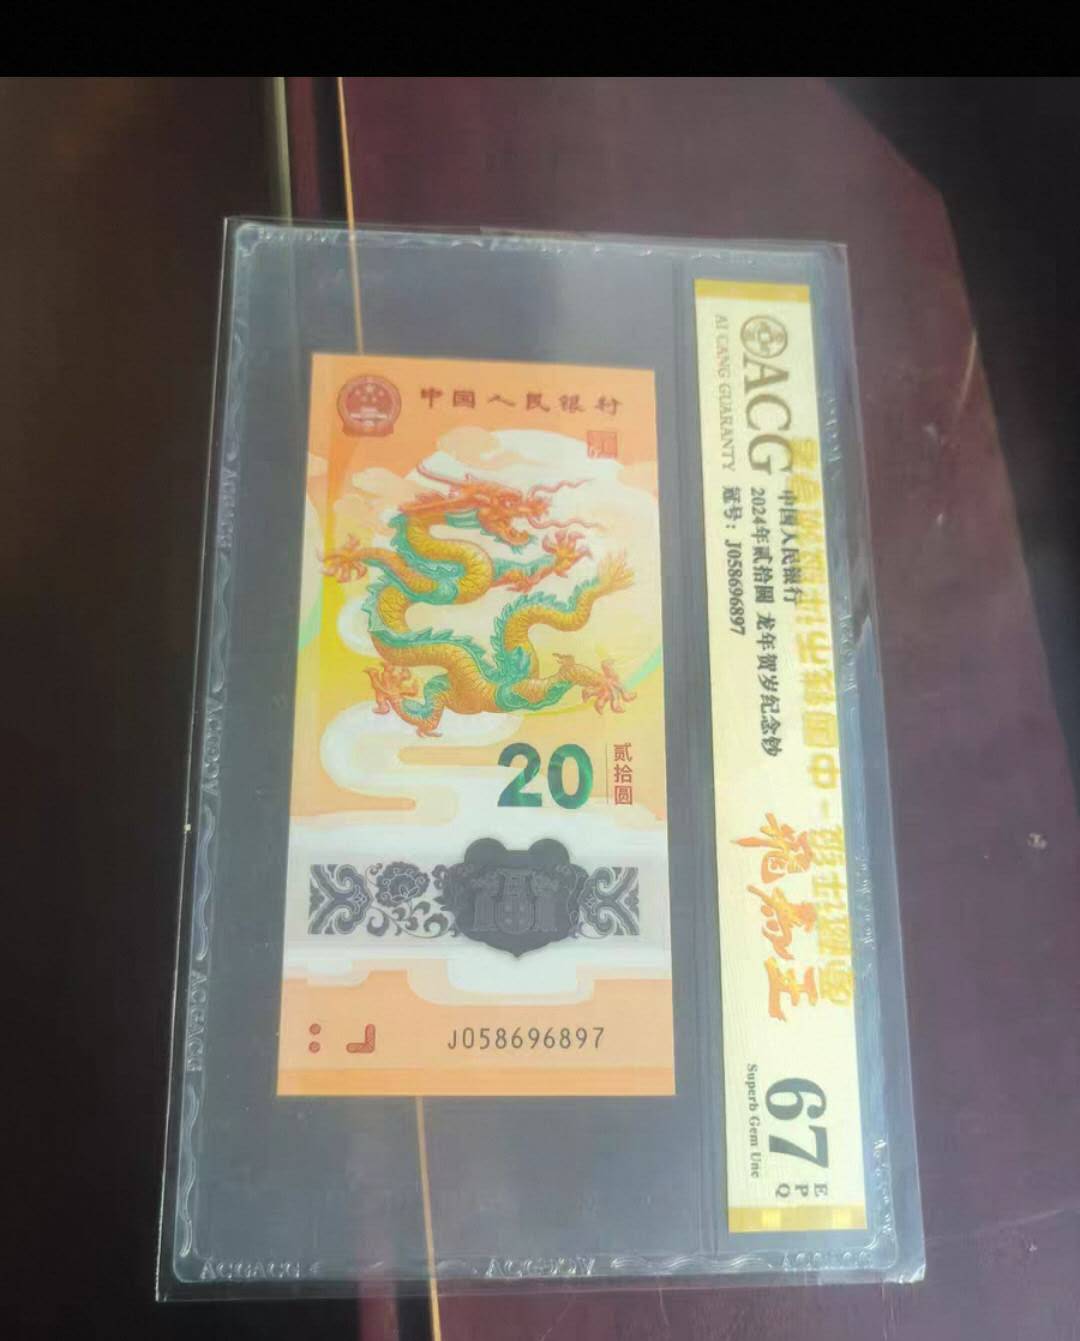 中国人民银行
20
贰拾圆
J058696897
ACG
AI CANG GUARANTY
中国人民银行
2024年贰拾圆 龙年贺岁纪念钞
冠号：J058696897
67
EPQ
Superb Gem Unc
ACGACG